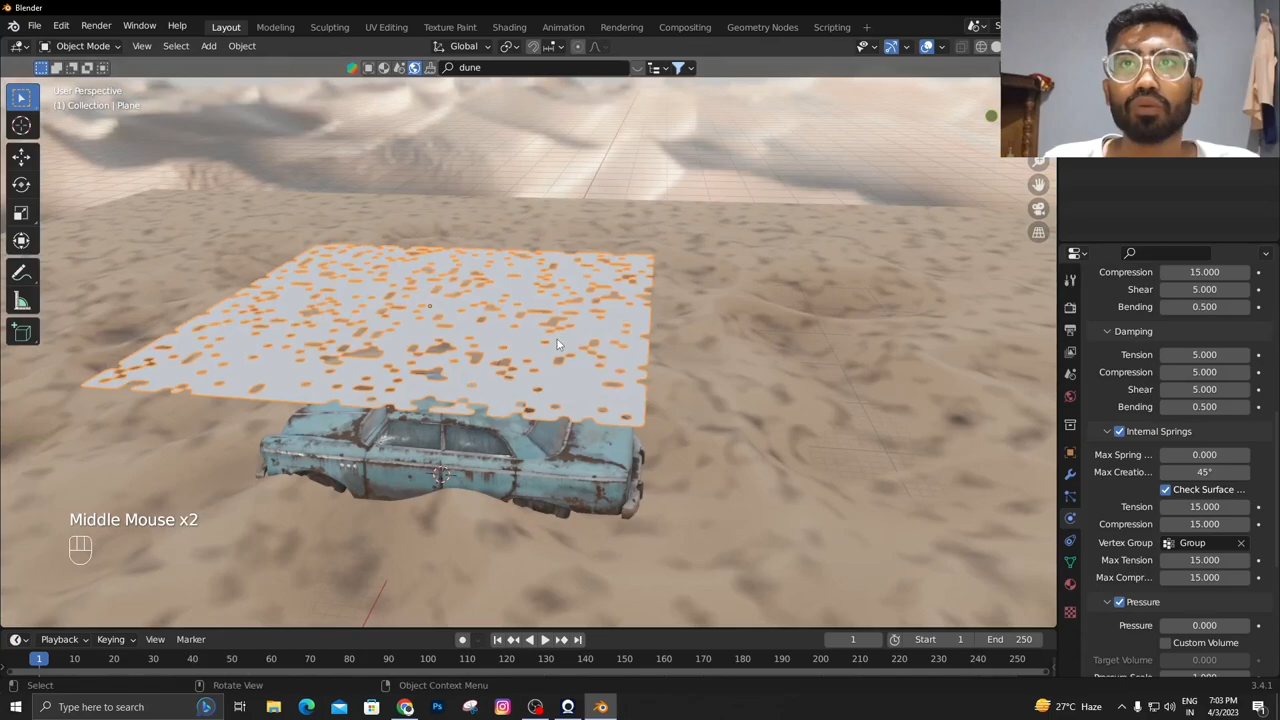 Blender
File Edit Render Window Help Layout Modeling Sculpting UV Editing Texture Paint Shading Animation Rendering Compositing Geometry Nodes Scripting +
Object Mode View Select Add Object Global
dune
User Perspective
(1) Collection | Plane
Compression 15.000
Shear 5.000
Bending 0.500
Damping
Tension 5.000
Compression 5.000
Shear 5.000
Bending 0.500
Internal Springs
Max Spring ... 0.000
Max Creatio... 45°
Check Surface ...
Tension 15.000
Compression 15.000
Vertex Group Group
Max Tension 15.000
Max Compr... 15.000
Pressure
Pressure 0.000
Custom Volume
Target Volume 0.000
Middle Mouse x2
Playback Keying View Marker 1 Start 1 End 250
1 10 20 30 40 50 60 70 80 90 100 110 120 130 140 150 160 170 180 190 200 210 220 230 240 250
Select Rotate View Object Context Menu 3.4.1
Type here to search 27°C Haze ENG 7:03 PM
IN 4/3/2023